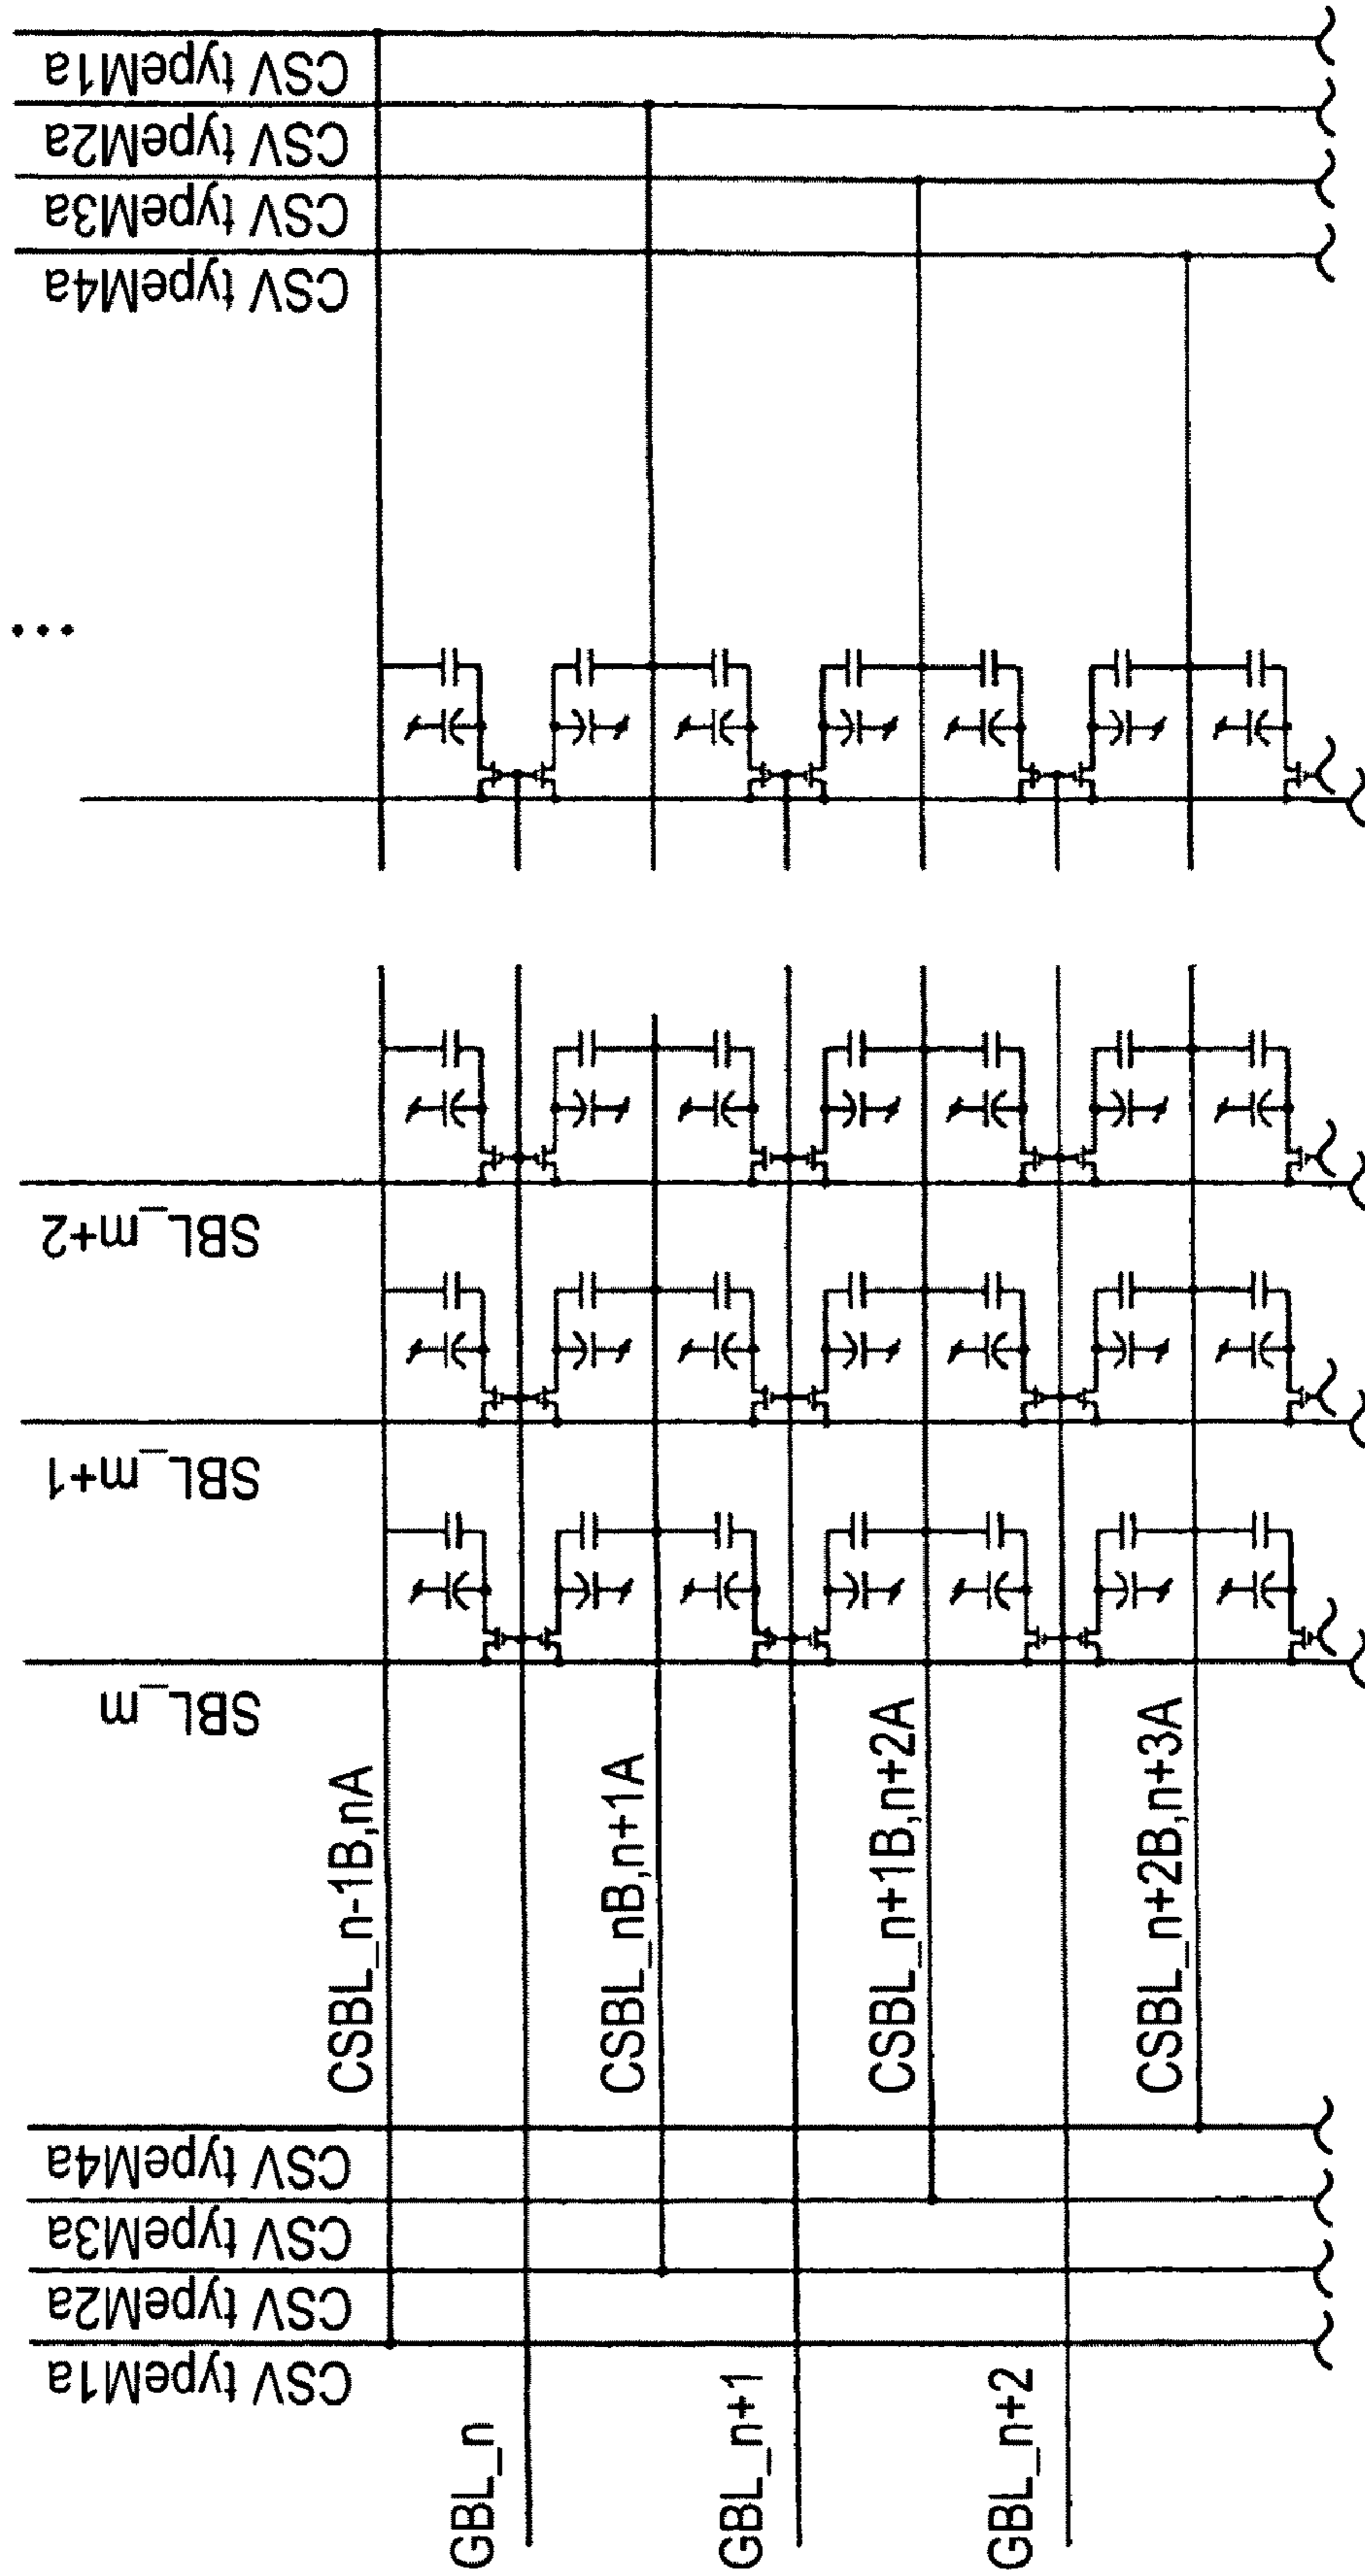 CSV typeM1a
CSV typeM2a
CSV typeM3a
CSV typeM4a
...
SBL_m+2
SBL_m+1
SBL_m
CSBL_n-1B,nA
CSBL_nB,n+1A
CSBL_n+1B,n+2A
CSBL_n+2B,n+3A
CSV typeM4a
CSV typeM3a
CSV typeM2a
CSV typeM1a
GBL_n
GBL_n+1
GBL_n+2